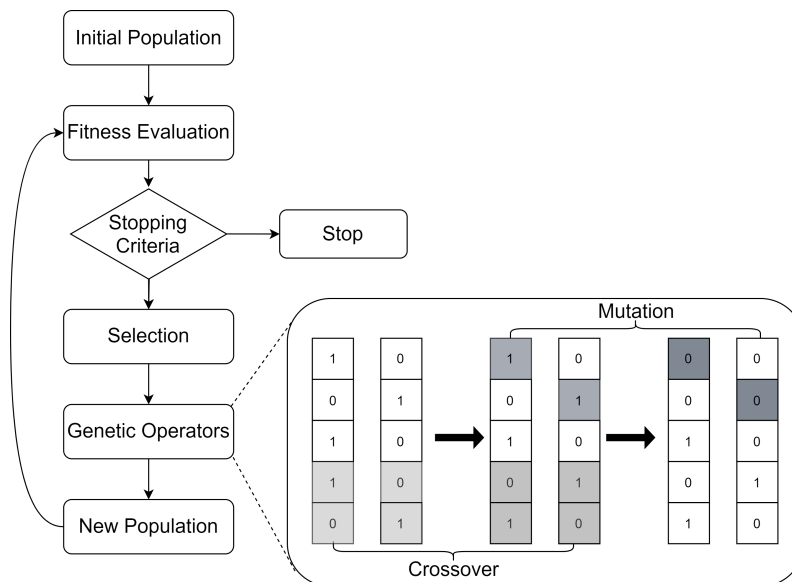 Initial Population
Fitness Evaluation
Stopping
Criteria
Stop
Selection
Genetic Operators
New Population
Mutation
1 0 1 0 0 0
0 1 0 1 0 0
1 0 1 0 1 0
1 0 0 1 0 1
0 1 1 0 1 0
Crossover